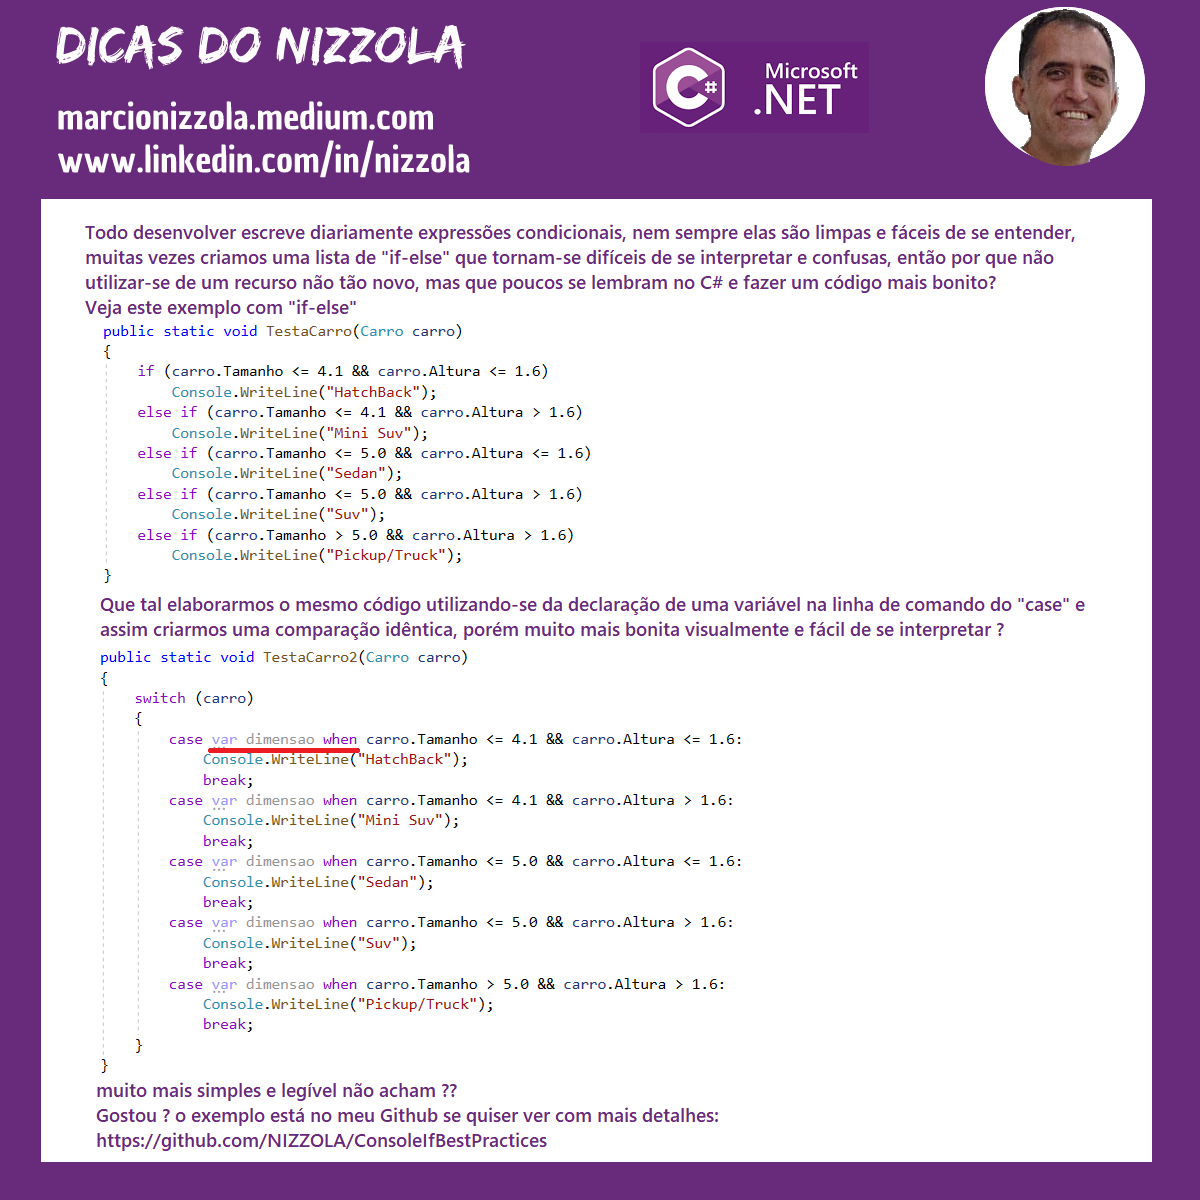 DICAS DO NIZZOLA
marcionizzola.medium.com
www.linkedin.com/in/nizzola
C#
Microsoft
.NET
Todo desenvolver escreve diariamente expressões condicionais, nem sempre elas são limpas e fáceis de se entender,
muitas vezes criamos uma lista de "if-else" que tornam-se difíceis de se interpretar e confusas, então por que não
utilizar-se de um recurso não tão novo, mas que poucos se lembram no C# e fazer um código mais bonito?
Veja este exemplo com "if-else"
public static void TestaCarro(Carro carro)
{
if (carro.Tamanho <= 4.1 && carro.Altura <= 1.6)
Console.WriteLine("HatchBack");
else if (carro.Tamanho <= 4.1 && carro.Altura > 1.6)
Console.WriteLine("Mini Suv");
else if (carro.Tamanho <= 5.0 && carro.Altura <= 1.6)
Console.WriteLine("Sedan");
else if (carro.Tamanho <= 5.0 && carro.Altura > 1.6)
Console.WriteLine("Suv");
else if (carro.Tamanho > 5.0 && carro.Altura > 1.6)
Console.WriteLine("Pickup/Truck");
}
Que tal elaborarmos o mesmo código utilizando-se da declaração de uma variável na linha de comando do "case" e
assim criarmos uma comparação idêntica, porém muito mais bonita visualmente e fácil de se interpretar ?
public static void TestaCarro2(Carro carro)
{
switch (carro)
{
case var dimensao when carro.Tamanho <= 4.1 && carro.Altura <= 1.6:
Console.WriteLine("HatchBack");
break;
case var dimensao when carro.Tamanho <= 4.1 && carro.Altura > 1.6:
Console.WriteLine("Mini Suv");
break;
case var dimensao when carro.Tamanho <= 5.0 && carro.Altura <= 1.6:
Console.WriteLine("Sedan");
break;
case var dimensao when carro.Tamanho <= 5.0 && carro.Altura > 1.6:
Console.WriteLine("Suv");
break;
case var dimensao when carro.Tamanho > 5.0 && carro.Altura > 1.6:
Console.WriteLine("Pickup/Truck");
break;
}
}
muito mais simples e legível não acham ??
Gostou ? o exemplo está no meu Github se quiser ver com mais detalhes:
https://github.com/NIZZOLA/ConsoleIfBestPractices